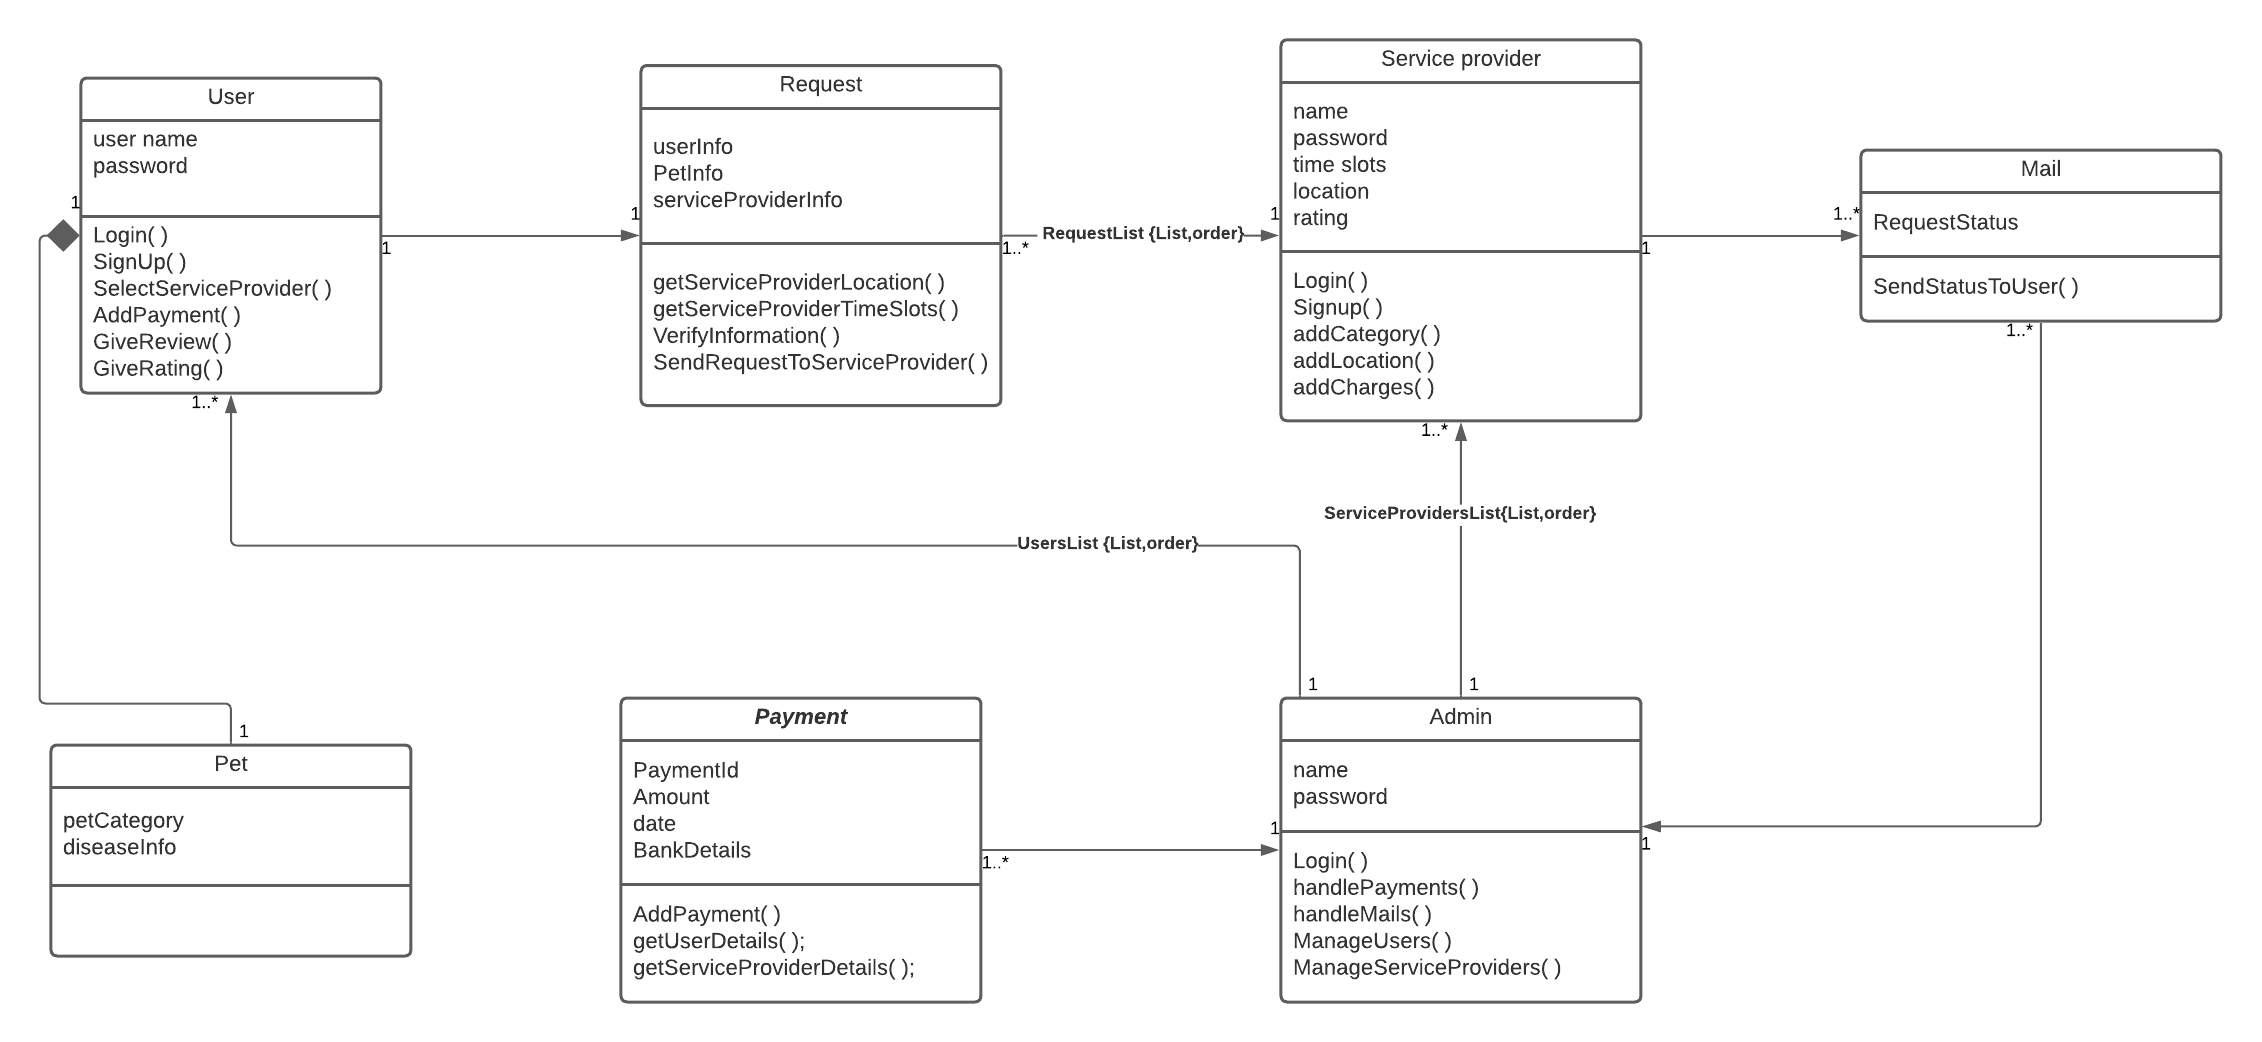 User
user name
password
Login( )
SignUp( )
SelectServiceProvider( )
AddPayment( )
GiveReview( )
GiveRating( )
1
1
1..*
Request
userInfo
PetInfo
serviceProviderInfo
getServiceProviderLocation( )
getServiceProviderTimeSlots( )
VerifyInformation( )
SendRequestToServiceProvider( )
1
1..*
RequestList {List,order}
Service provider
name
password
time slots
location
rating
Login( )
Signup( )
addCategory( )
addLocation( )
addCharges( )
1
1
1..*
Mail
RequestStatus
SendStatusToUser( )
1..*
1..*
ServiceProvidersList{List,order}
UsersList {List,order}
Pet
petCategory
diseaseInfo
1
Payment
PaymentId
Amount
date
BankDetails
AddPayment( )
getUserDetails( );
getServiceProviderDetails( );
1..*
Admin
name
password
Login( )
handlePayments( )
handleMails( )
ManageUsers( )
ManageServiceProviders( )
1
1
1
1